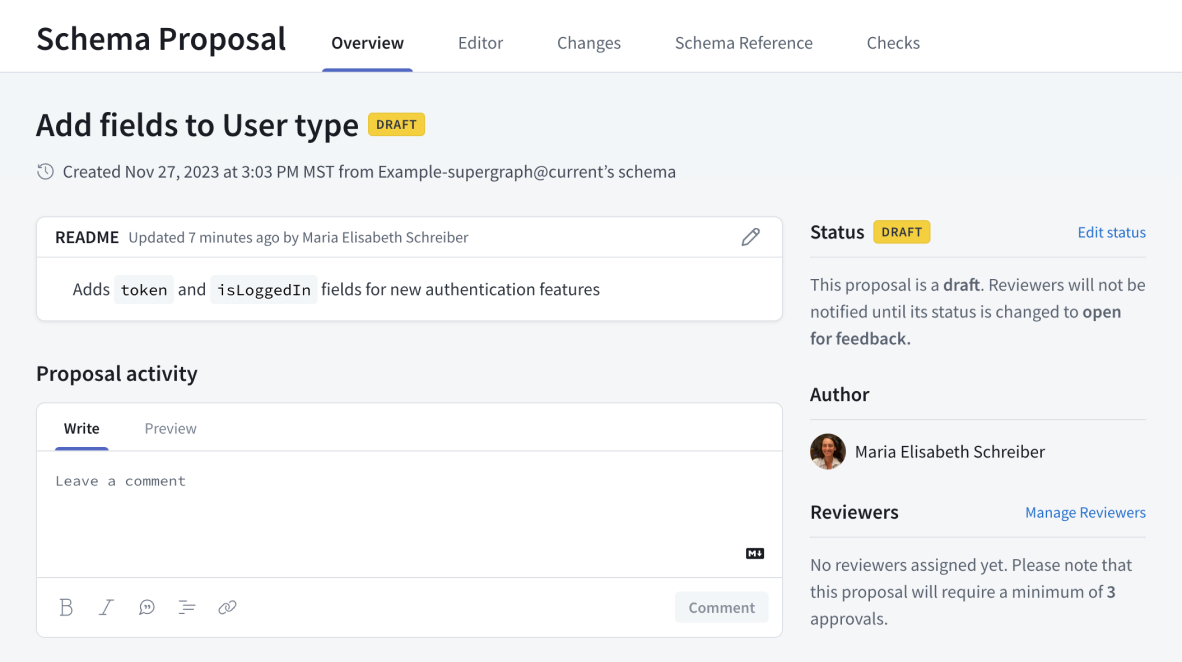 Schema Proposal
Overview
Editor
Changes
Schema Reference
Checks
Add fields to User type
DRAFT
Created Nov 27, 2023 at 3:03 PM MST from Example-supergraph@current’s schema
README Updated 7 minutes ago by Maria Elisabeth Schreiber
Adds token and isLoggedIn fields for new authentication features
Proposal activity
Write
Preview
Leave a comment
M
B I
Comment
Status
DRAFT
Edit status
This proposal is a draft. Reviewers will not be
notified until its status is changed to open
for feedback.
Author
Maria Elisabeth Schreiber
Reviewers
Manage Reviewers
No reviewers assigned yet. Please note that
this proposal will require a minimum of 3
approvals.